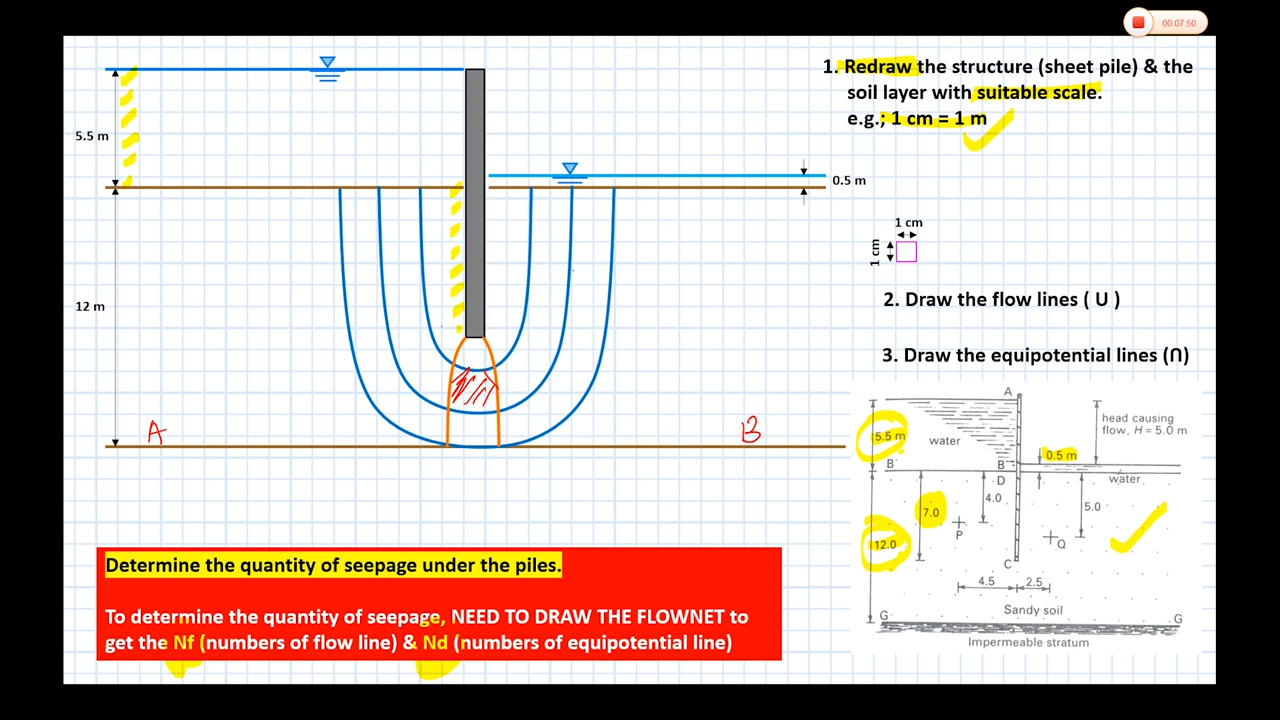 00:07:50
1. Redraw the structure (sheet pile) & the
soil layer with suitable scale.
e.g.; 1 cm = 1 m
5.5 m
0.5 m
1 cm
1 cm
12 m
2. Draw the flow lines ( U )
3. Draw the equipotential lines (∩)
A
B
A
5.5 m
water
head causing
flow, H = 5.0 m
0.5 m
B'
B
water
D
4.0
7.0
5.0
P
Q
12.0
C
4.5
2.5
Sandy soil
G
G
Impermeable stratum
Determine the quantity of seepage under the piles.
To determine the quantity of seepage, NEED TO DRAW THE FLOWNET to
get the Nf (numbers of flow line) & Nd (numbers of equipotential line)